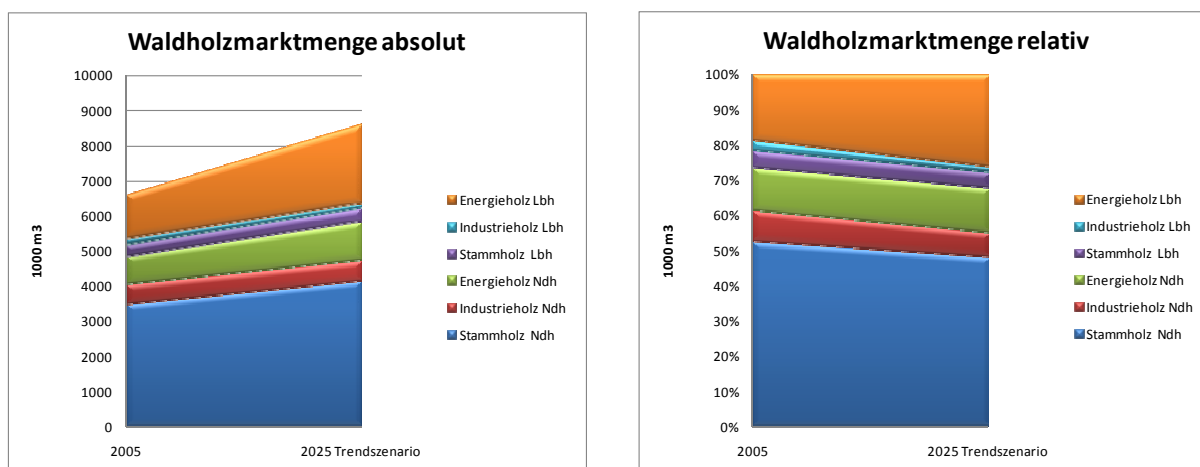 Waldholzmarktmenge absolut
10000
9000
8000
7000
6000
5000
4000
3000
2000
1000
0
1000 m3
2005
2025 Trendszenario
Energieholz Lbh
Industrieholz Lbh
Stammholz Lbh
Energieholz Ndh
Industrieholz Ndh
Stammholz Ndh
Waldholzmarktmenge relativ
100%
90%
80%
70%
60%
50%
40%
30%
20%
10%
0%
1000 m3
2005
2025 Trendszenario
Energieholz Lbh
Industrieholz Lbh
Stammholz Lbh
Energieholz Ndh
Industrieholz Ndh
Stammholz Ndh